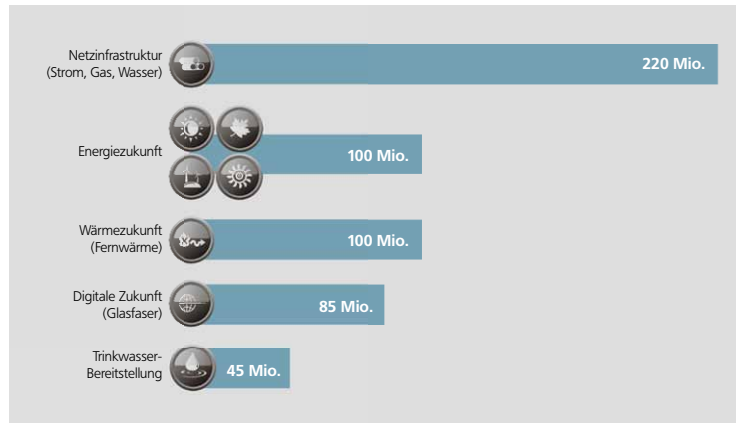 Netzinfrastruktur
(Strom, Gas, Wasser)
220 Mio.
Energiezukunft
100 Mio.
Wärmezukunft
(Fernwärme)
100 Mio.
Digitale Zukunft
(Glasfaser)
85 Mio.
Trinkwasser-
Bereitstellung
45 Mio.